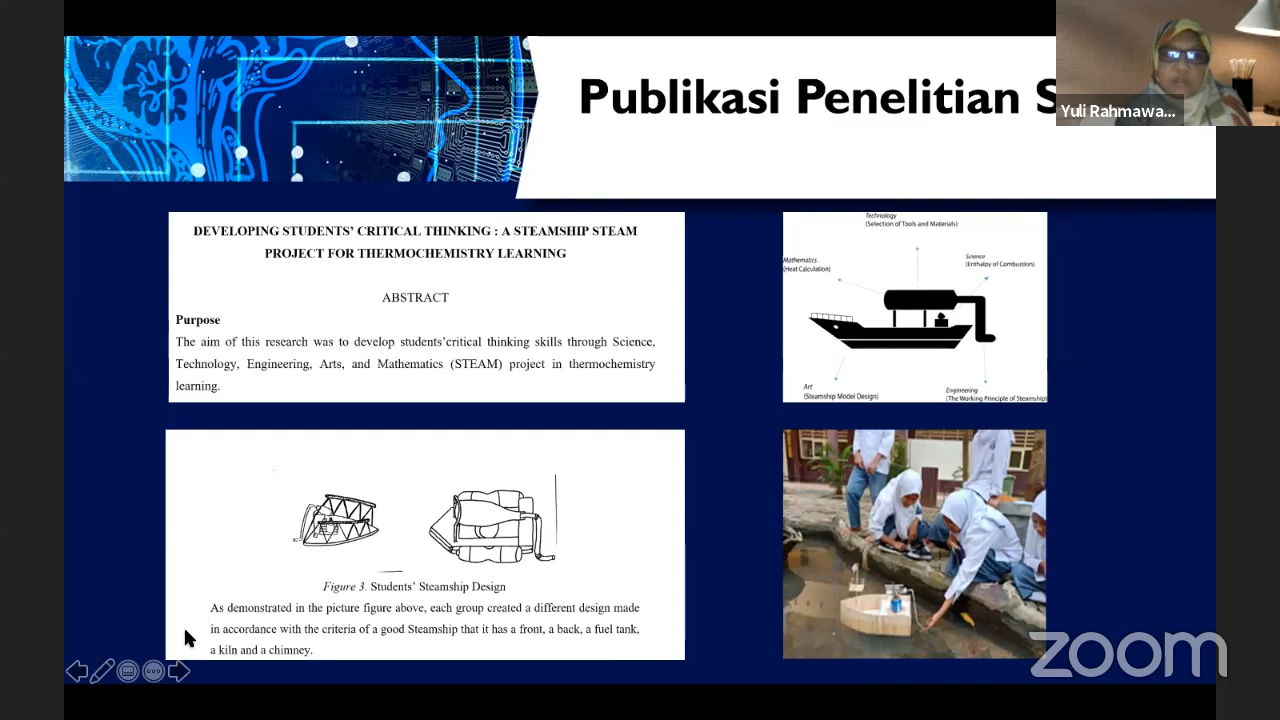 Publikasi Penelitian S
Yuli Rahmawa...
DEVELOPING STUDENTS' CRITICAL THINKING : A STEAMSHIP STEAM
PROJECT FOR THERMOCHEMISTRY LEARNING
ABSTRACT
Purpose
The aim of this research was to develop students'critical thinking skills through Science,
Technology, Engineering, Arts, and Mathematics (STEAM) project in thermochemistry
learning.
Technology
(Selection of Tools and Materials)
Mathematics
(Heat Calculation)
Science
(Enthalpy of Combustion)
Art
(Steamship Model Design)
Engineering
(The Working Principle of Steamship)
Figure 3. Students' Steamship Design
As demonstrated in the picture figure above, each group created a different design made
in accordance with the criteria of a good Steamship that it has a front, a back, a fuel tank,
a kiln and a chimney.
zoom